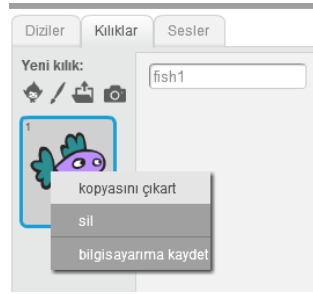 Diziler Kılıklar Sesler
Yeni kılık:
fish1
1
kopyasını çıkart
sil
bilgisayarıma kaydet